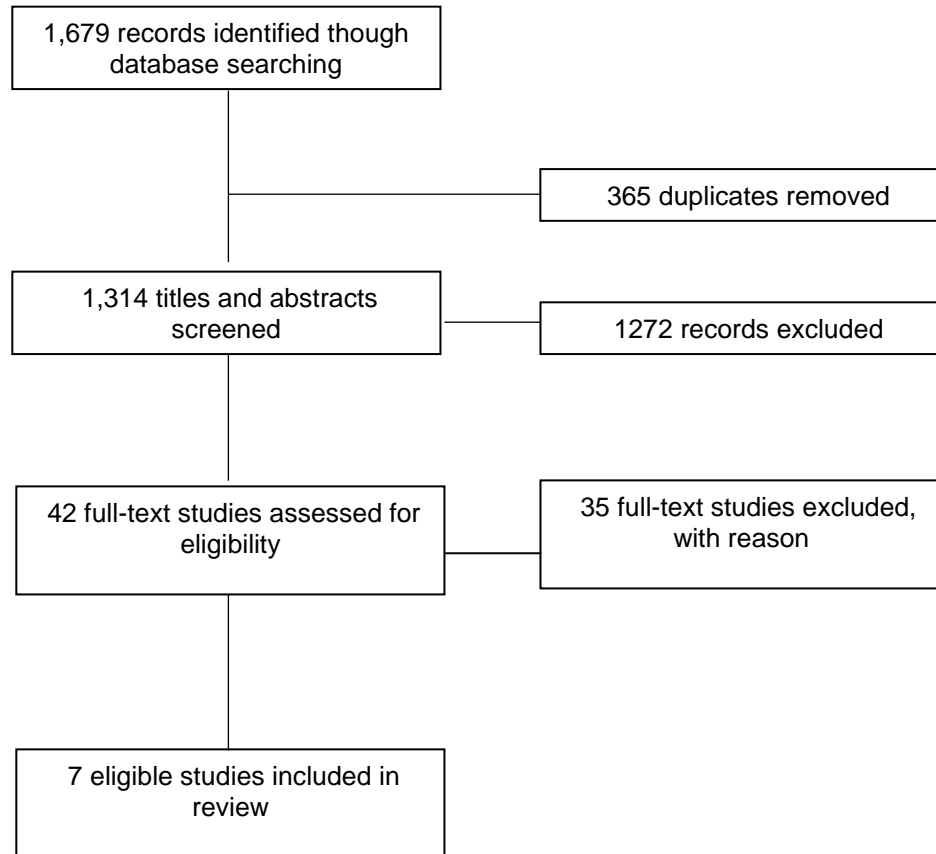 1,679 records identified though
database searching
365 duplicates removed
1,314 titles and abstracts
screened
1272 records excluded
42 full-text studies assessed for
eligibility
35 full-text studies excluded,
with reason
7 eligible studies included in
review